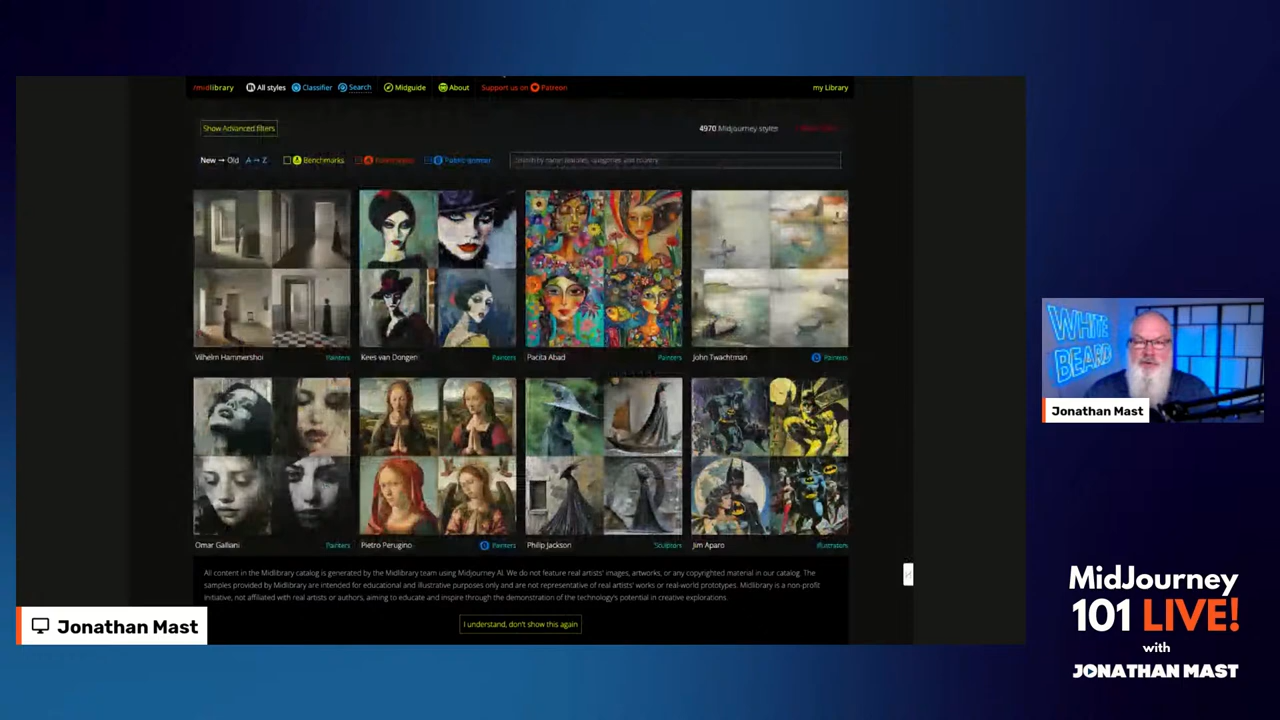 midlibrary All styles Classifier Search Midguide About Support us on Patreon my Library
Show Advanced filters 4970 Midjourney styles
New → Old A → Z Benchmarks Search by name, features, categories, and country
Vilhelm Hammershoi Painters Kees van Dongen Painters Pacita Abad Painters John Twachtman Painters
Omar Galliani Painters Pietro Perugino Painters Philip Jackson Sculptors Jim Aparo Illustrators
All content in the Midlibrary catalog is generated by the Midlibrary team using Midjourney AI. We do not feature real artists' images, artworks, or any copyrighted material in our catalog. The
samples provided by Midlibrary are intended for educational and illustrative purposes only and are not representative of real artists' works or real-world prototypes. Midlibrary is a non-profit
initiative, not affiliated with real artists or authors, aiming to educate and inspire through the demonstration of the technology's potential in creative explorations.
I understand, don't show this again
Jonathan Mast
WHITE
BEARD
Jonathan Mast
MidJourney
101 LIVE!
with
JONATHAN MAST